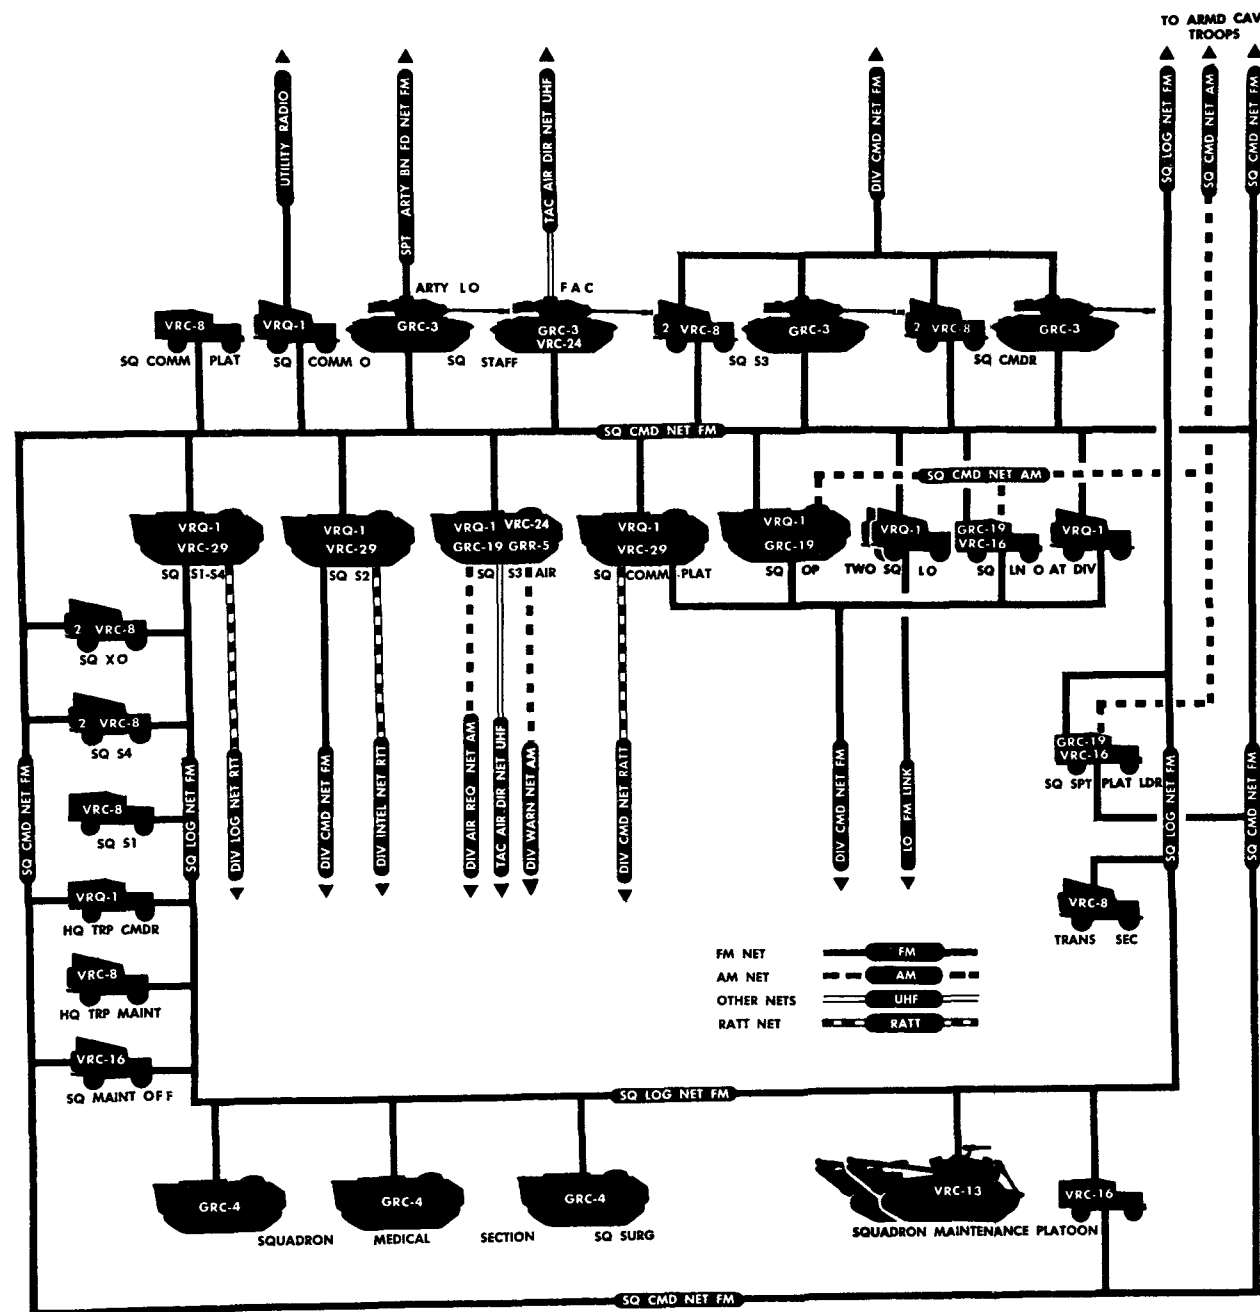 TO ARMD CAV
TROOPS
UTILITY RADIO
SPT ARTY BN FD NET FM
TAC AIR DIR NET UHF
DIV CMD NET FM
SQ LOG NET FM
SQ CMD NET AM
SQ CMD NET FM
ARTY LO
FAC
VRC-8
VRQ-1
GRC-3
GRC-3
VRC-24
2 VRC-8
GRC-3
2 VRC-8
GRC-3
SQ COMM PLAT
SQ COMM O
SQ STAFF
SQ S3
SQ CMDR
SQ CMD NET FM
SQ CMD NET AM
VRQ-1
VRC-29
VRQ-1
VRC-29
VRQ-1 VRC-24
GRC-19 GRR-5
VRQ-1
VRC-29
VRQ-1
GRC-19
VRQ-1
GRC-19
VRC-16
VRQ-1
SQ S1-S4
SQ S2
SQ S3 AIR
SQ COMM PLAT
SQ OP
TWO SQ LO
SQ LN O AT DIV
2 VRC-8
SQ XO
2 VRC-8
SQ S4
VRC-8
SQ S1
VRQ-1
HQ TRP CMDR
VRC-8
HQ TRP MAINT
VRC-16
SQ MAINT OFF
SQ CMD NET FM
SQ LOG NET FM
DIV LOG NET RTT
DIV CMD NET FM
DIV INTEL NET RTT
DIV AIR REQ NET AM
TAC AIR DIR NET UHF
DIV WARN NET AM
DIV CMD NET RATT
DIV CMD NET FM
LO FM LINK
GRC-19
VRC-16
SQ SPT PLAT LDR
SQ LOG NET FM
SQ CMD NET FM
VRC-8
TRANS SEC
FM NET FM
AM NET AM
OTHER NETS UHF
RATT NET RATT
SQ LOG NET FM
GRC-4
GRC-4
GRC-4
VRC-13
VRC-16
SQUADRON MEDICAL SECTION SQ SURG
SQUADRON MAINTENANCE PLATOON
SQ CMD NET FM